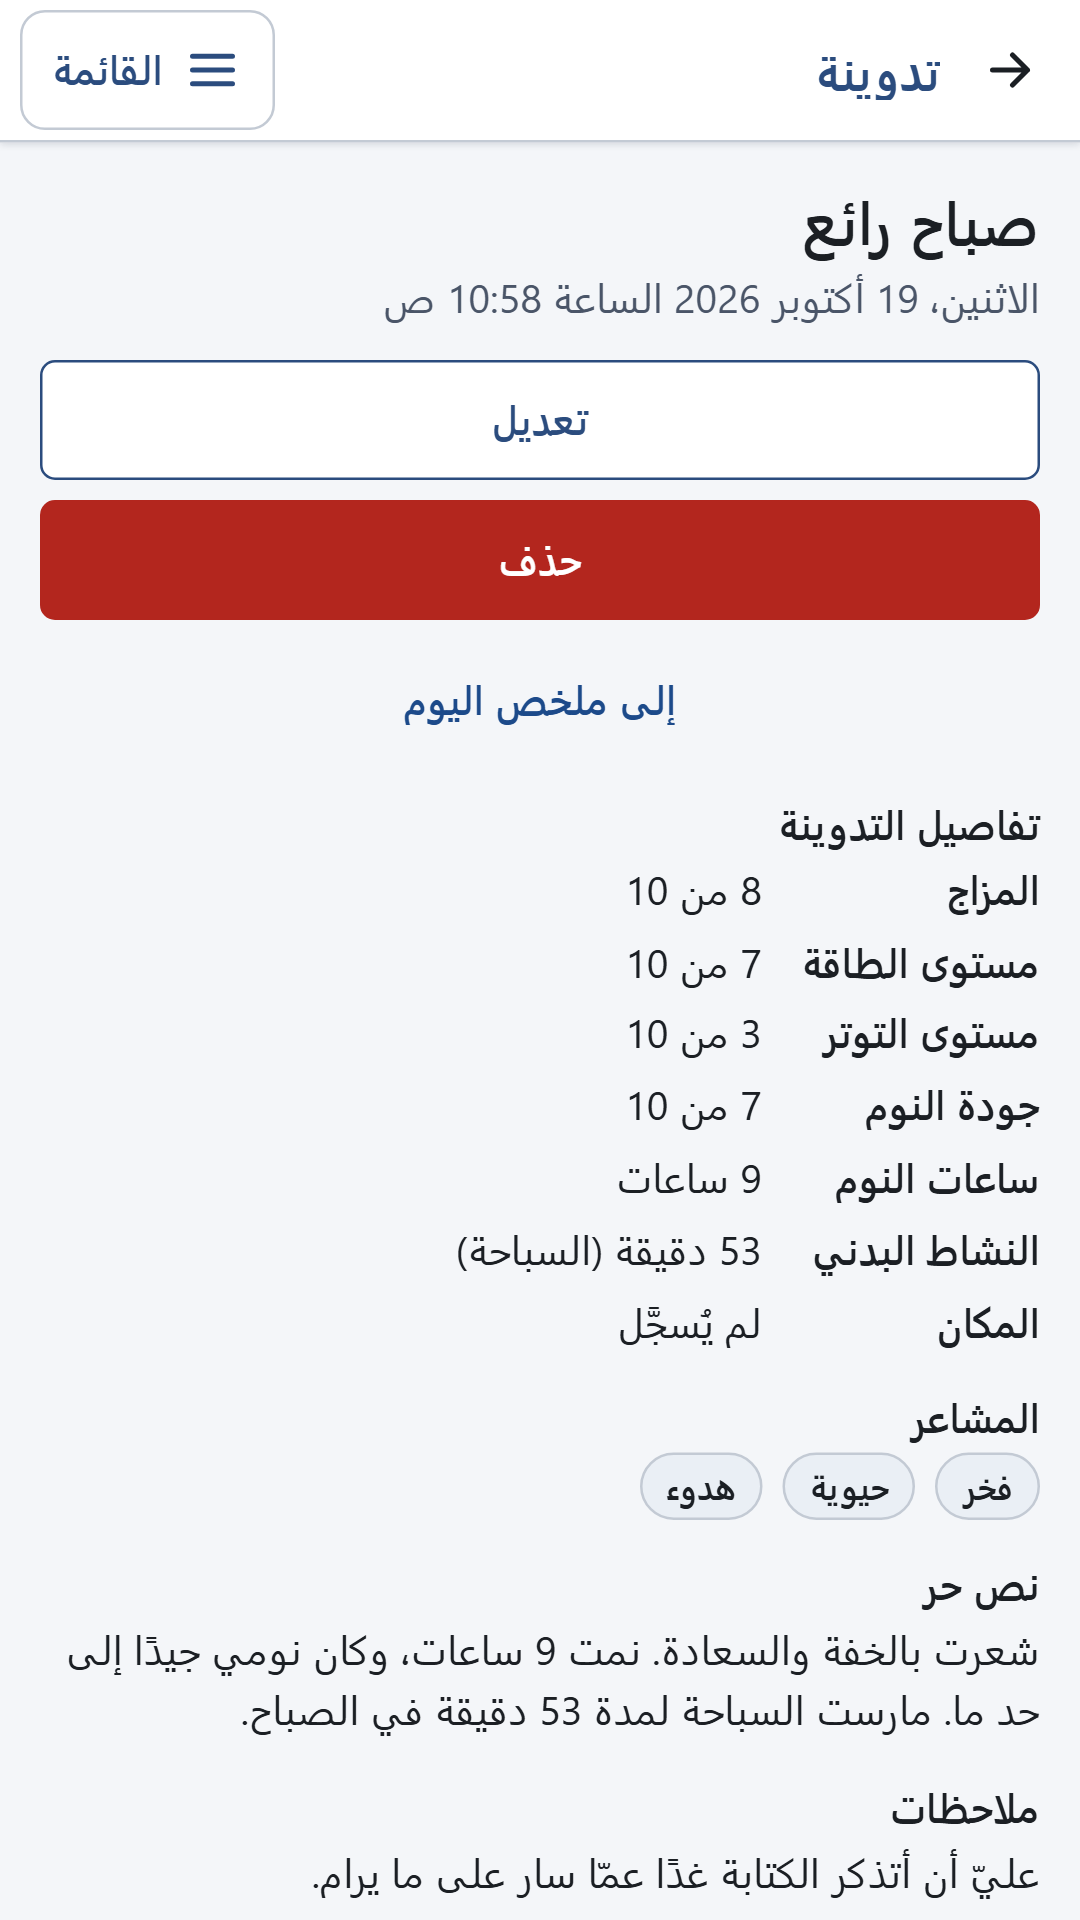 تدوينة
القائمة
صباح رائع
الاثنين، 19 أكتوبر 2026 الساعة 10:58 ص
تعديل
حذف
إلى ملخص اليوم
تفاصيل التدوينة
المزاج 8 من 10
مستوى الطاقة 7 من 10
مستوى التوتر 3 من 10
جودة النوم 7 من 10
ساعات النوم 9 ساعات
النشاط البدني 53 دقيقة (السباحة)
المكان لم يُسجَّل
المشاعر
فخر حيوية هدوء
نص حر
شعرت بالخفة والسعادة. نمت 9 ساعات، وكان نومي جيدًا إلى
حد ما. مارست السباحة لمدة 53 دقيقة في الصباح.
ملاحظات
عليّ أن أتذكر الكتابة غدًا عمّا سار على ما يرام.